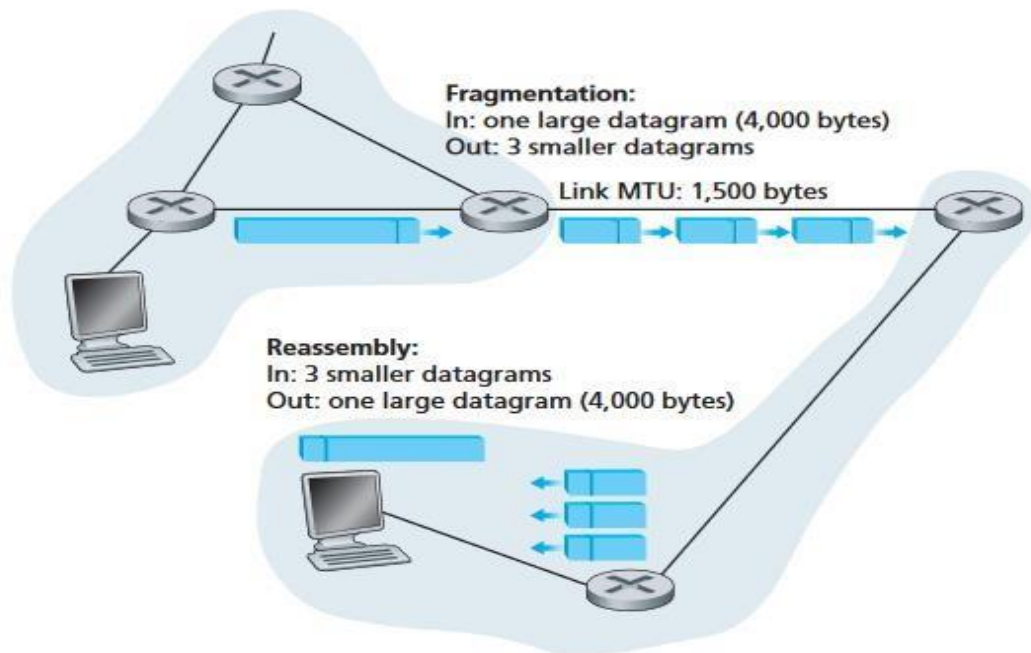 Fragmentation:
In: one large datagram (4,000 bytes)
Out: 3 smaller datagrams
Link MTU: 1,500 bytes
Reassembly:
In: 3 smaller datagrams
Out: one large datagram (4,000 bytes)